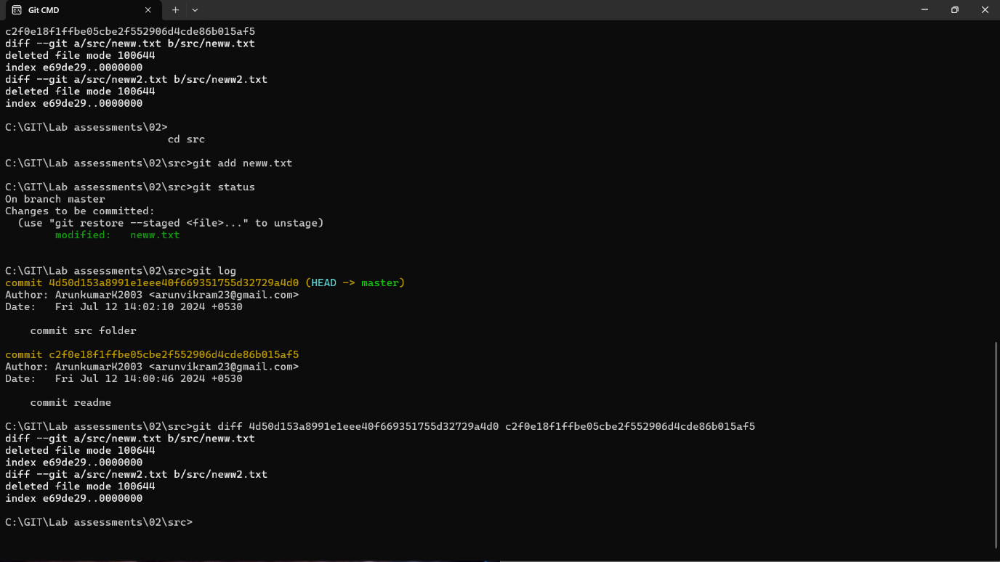 Git CMD
c2f0e18f1ffbe05cbe2f552906d4cde86b015af5
diff --git a/src/neww.txt b/src/neww.txt
deleted file mode 100644
index e69de29..0000000
diff --git a/src/neww2.txt b/src/neww2.txt
deleted file mode 100644
index e69de29..0000000
C:\GIT\Lab assessments\02>
cd src
C:\GIT\Lab assessments\02\src>git add neww.txt
C:\GIT\Lab assessments\02\src>git status
On branch master
Changes to be committed:
(use "git restore --staged <file>..." to unstage)
modified:   neww.txt
C:\GIT\Lab assessments\02\src>git log
commit 4d50d153a8991e1eee40f669351755d32729a4d0 (HEAD -> master)
Author: ArunkumarK2003 <arunvikram23@gmail.com>
Date:   Fri Jul 12 14:02:10 2024 +0530
commit src folder
commit c2f0e18f1ffbe05cbe2f552906d4cde86b015af5
Author: ArunkumarK2003 <arunvikram23@gmail.com>
Date:   Fri Jul 12 14:00:46 2024 +0530
commit readme
C:\GIT\Lab assessments\02\src>git diff 4d50d153a8991e1eee40f669351755d32729a4d0 c2f0e18f1ffbe05cbe2f552906d4cde86b015af5
diff --git a/src/neww.txt b/src/neww.txt
deleted file mode 100644
index e69de29..0000000
diff --git a/src/neww2.txt b/src/neww2.txt
deleted file mode 100644
index e69de29..0000000
C:\GIT\Lab assessments\02\src>